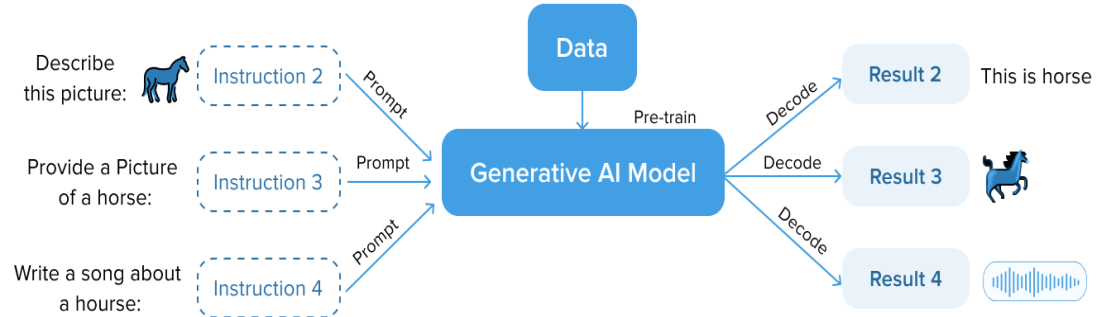 Data
Describe
this picture:
Instruction 2
Prompt
Decode
Result 2
This is horse
Pre-train
Provide a Picture
of a horse:
Instruction 3
Prompt
Generative AI Model
Decode
Result 3
Write a song about
a hourse:
Instruction 4
Prompt
Decode
Result 4